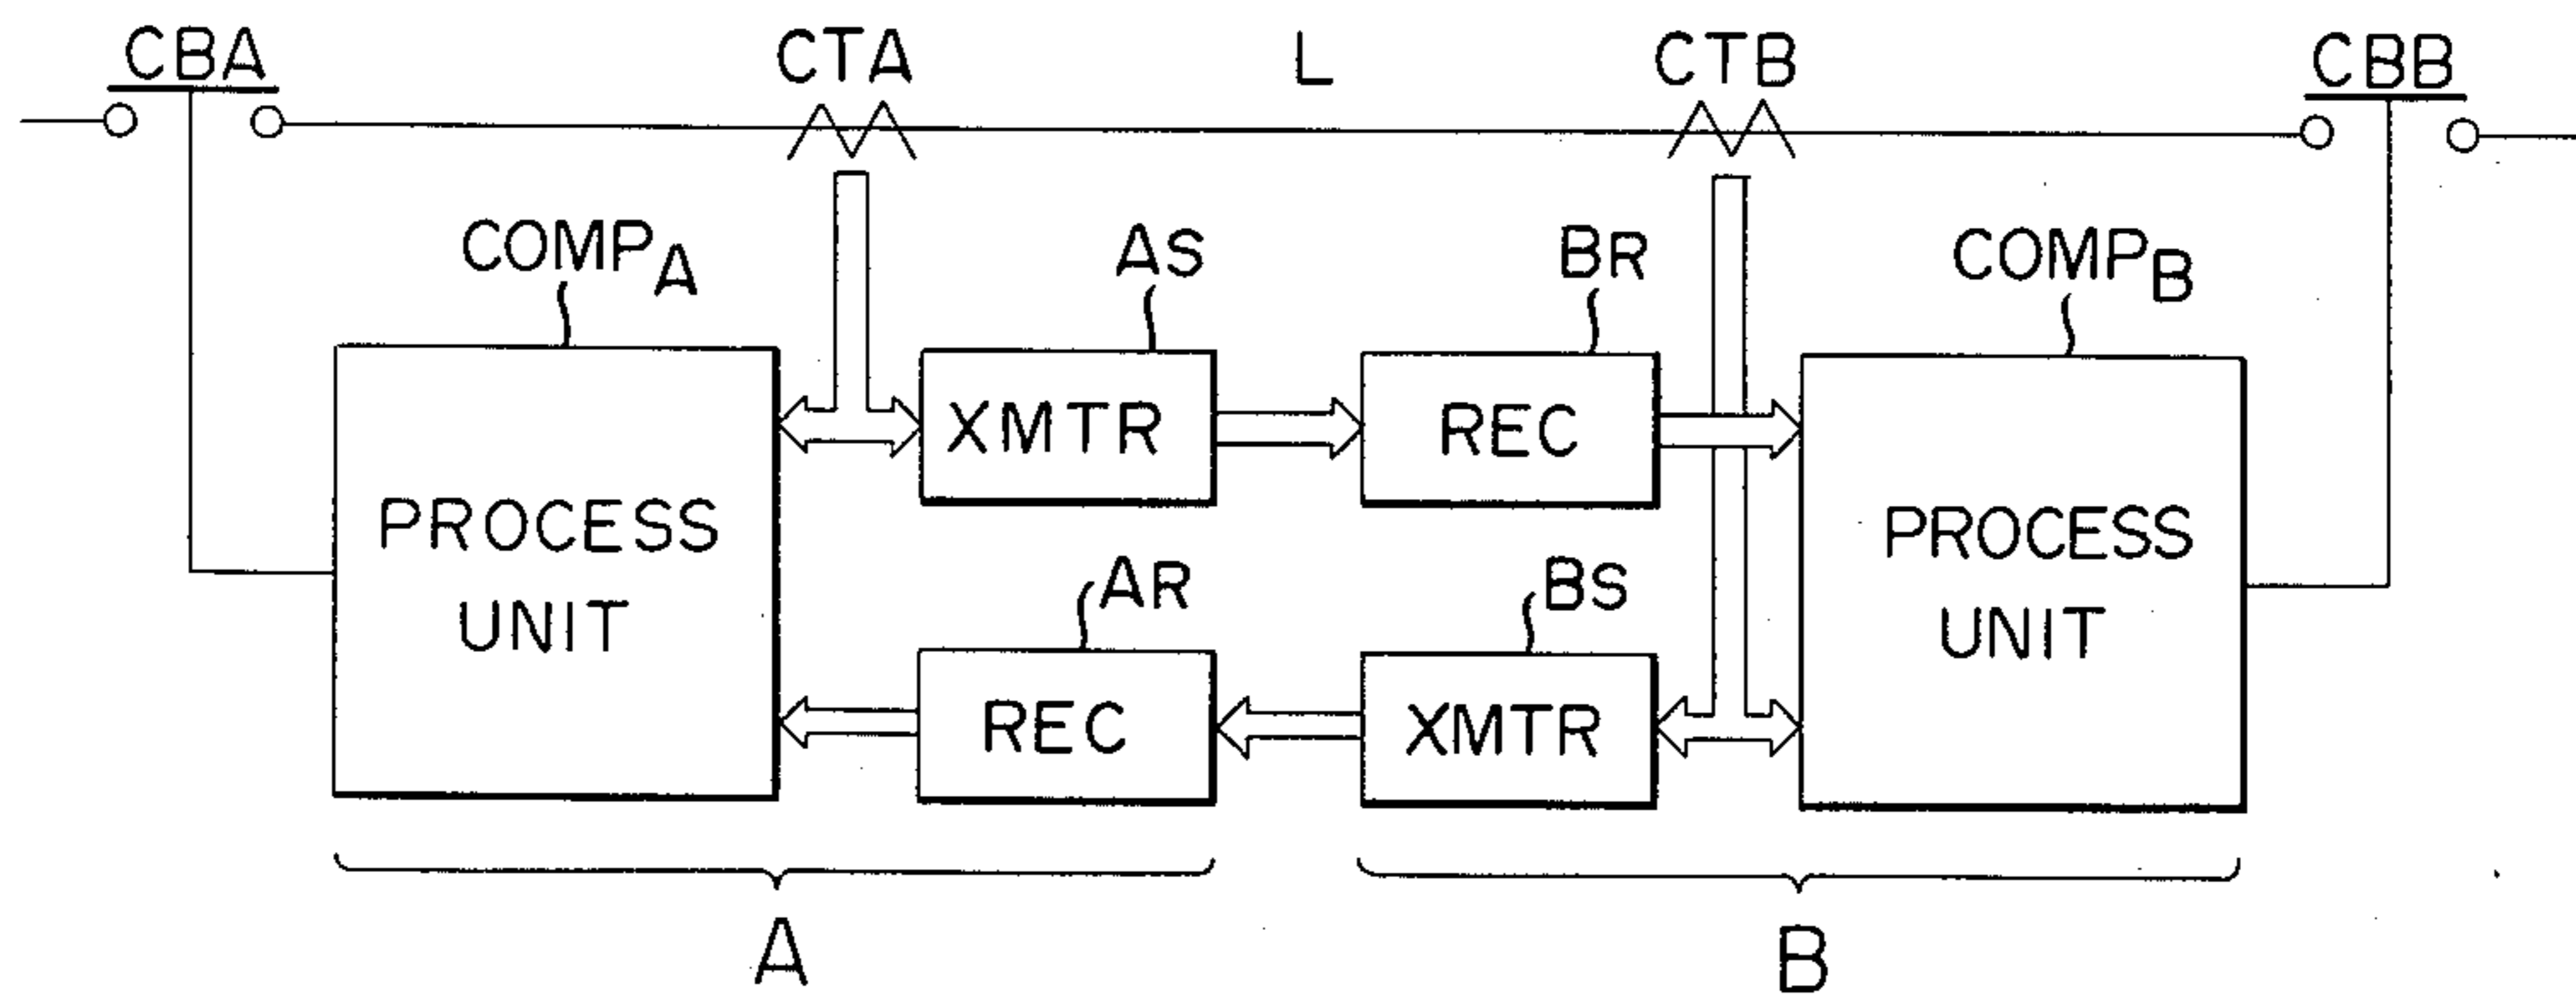 CBA
CTA
L
CTB
CBB
COMPA
AS
BR
COMPB
PROCESS
UNIT
XMTR
REC
PROCESS
UNIT
AR
BS
REC
XMTR
A
B